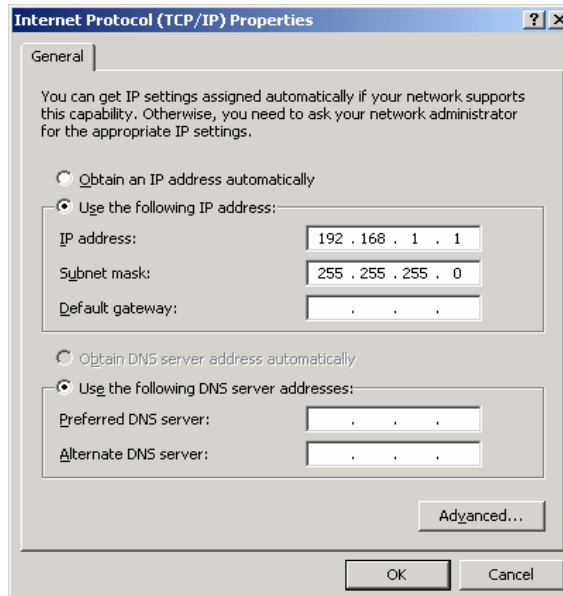 Internet Protocol (TCP/IP) Properties ? X
General
You can get IP settings assigned automatically if your network supports
this capability. Otherwise, you need to ask your network administrator
for the appropriate IP settings.
Obtain an IP address automatically
Use the following IP address:
IP address: 192 . 168 . 1 . 1
Subnet mask: 255 . 255 . 255 . 0
Default gateway: . . .
Obtain DNS server address automatically
Use the following DNS server addresses:
Preferred DNS server: . . .
Alternate DNS server: . . .
Advanced...
OK Cancel